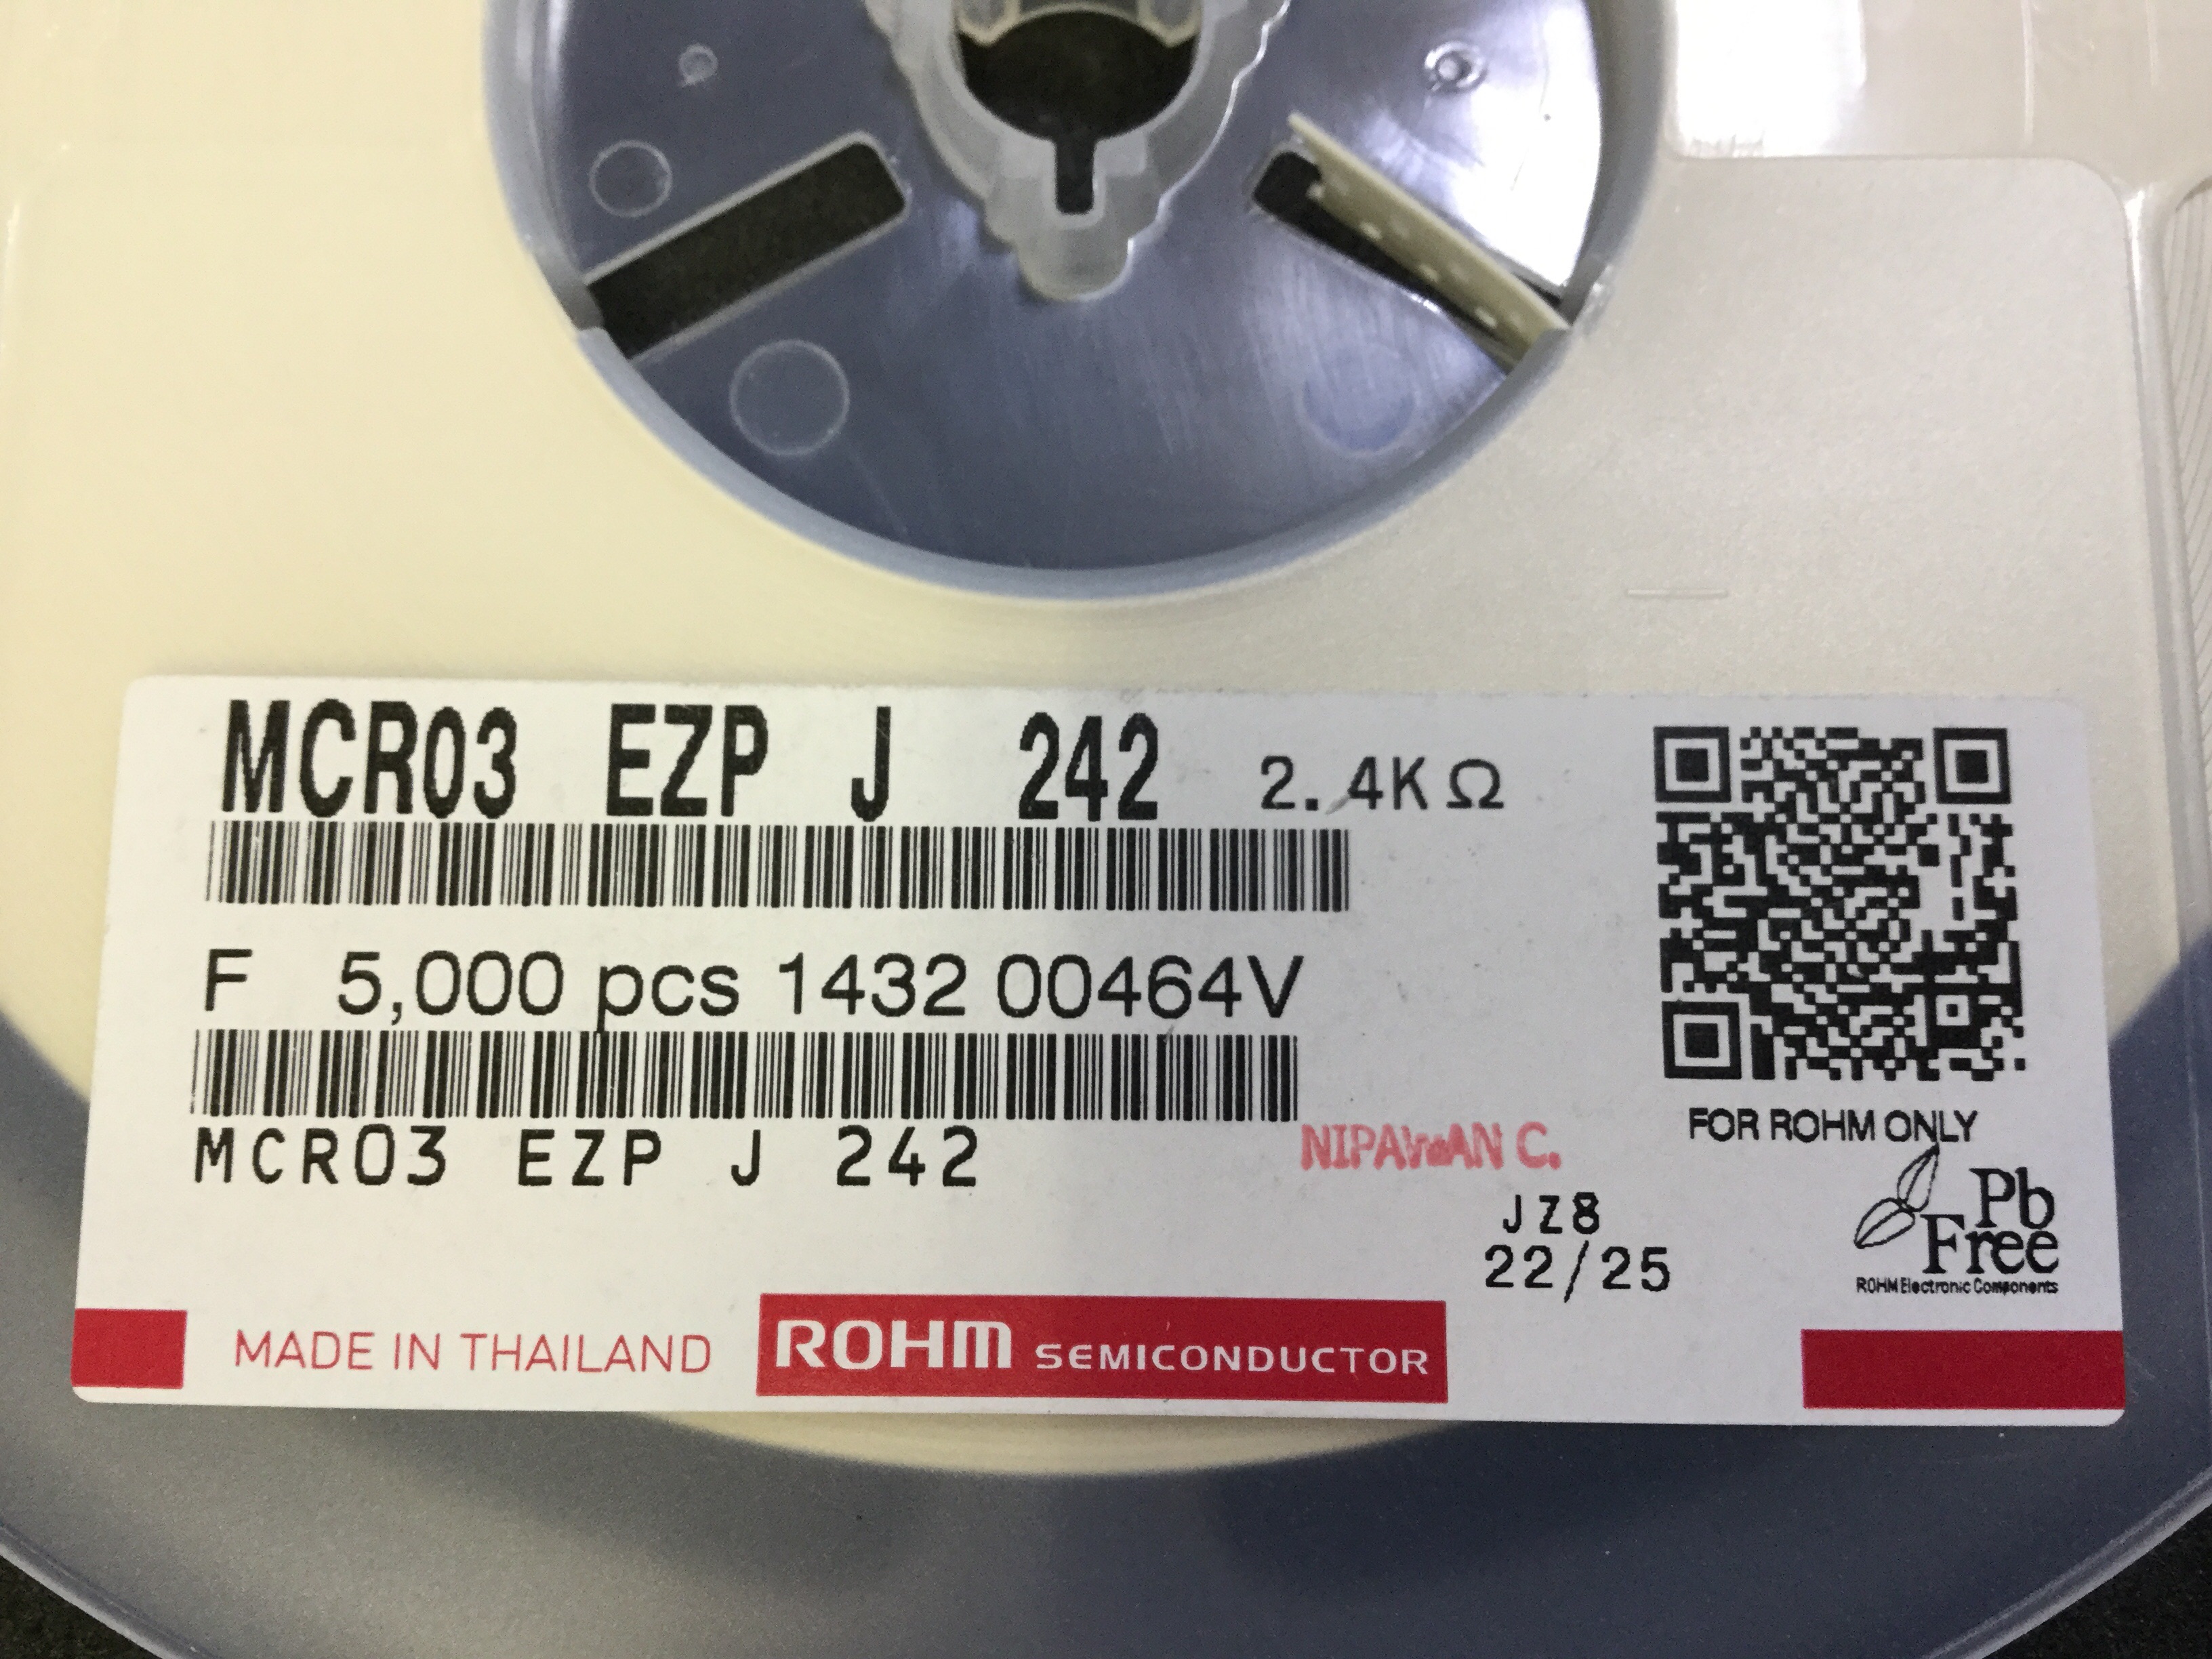 MCR03 EZP J 242 2.4KΩ
F 5,000 pcs 1432 00464V
MCR03 EZP J 242
NIPAWAN C.
FOR ROHM ONLY
JZ8
22/25
Pb
Free
ROHM Electronic Components
MADE IN THAILAND
ROHM SEMICONDUCTOR